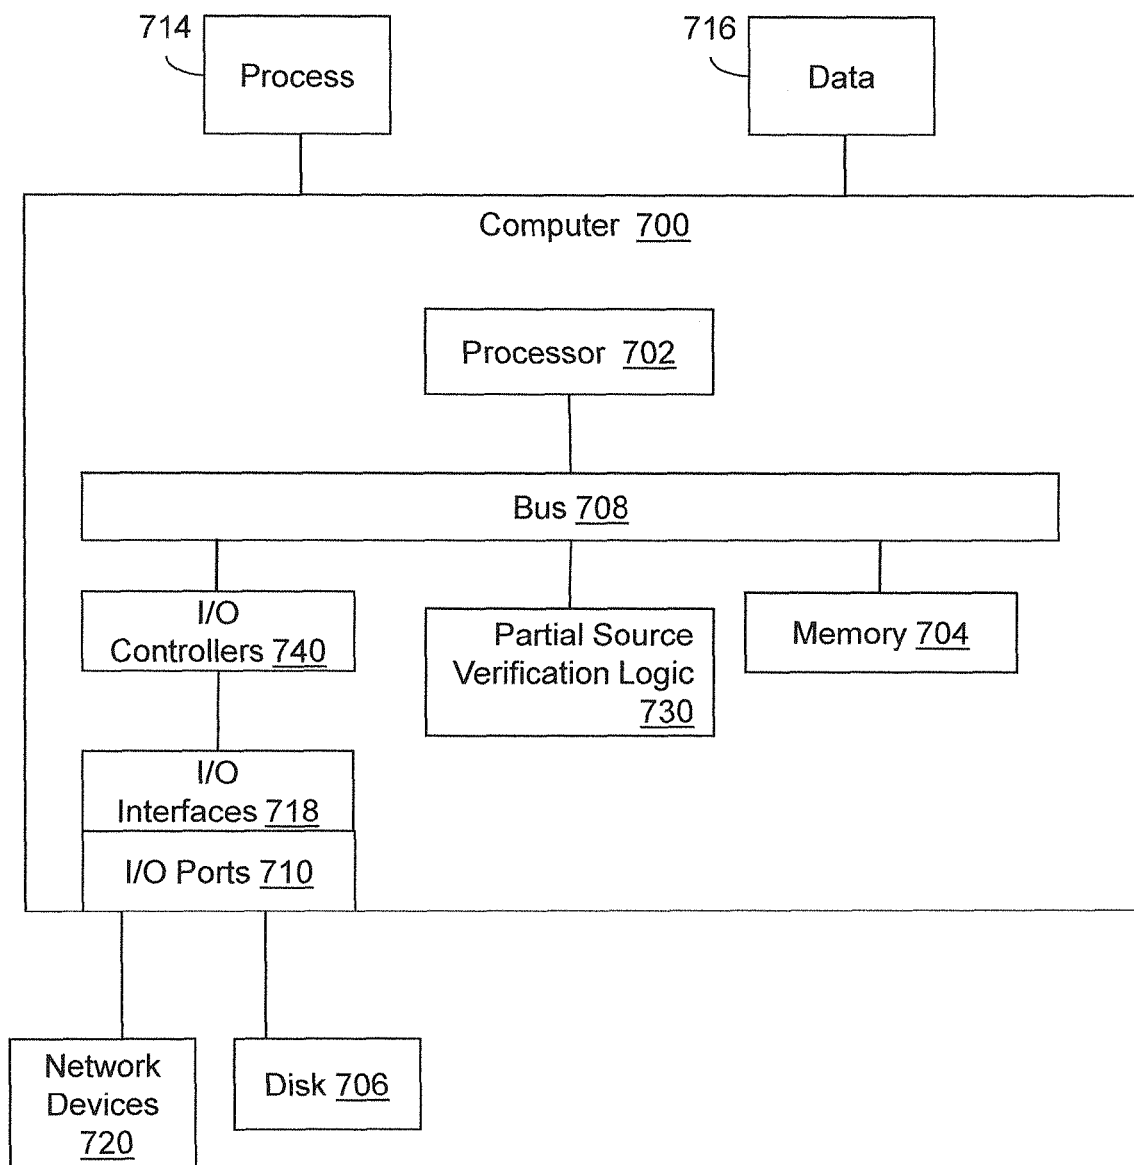 714
Process
716
Data
Computer 700
Processor 702
Bus 708
I/O
Controllers 740
Partial Source
Verification Logic
730
Memory 704
I/O
Interfaces 718
I/O Ports 710
Network
Devices
720
Disk 706